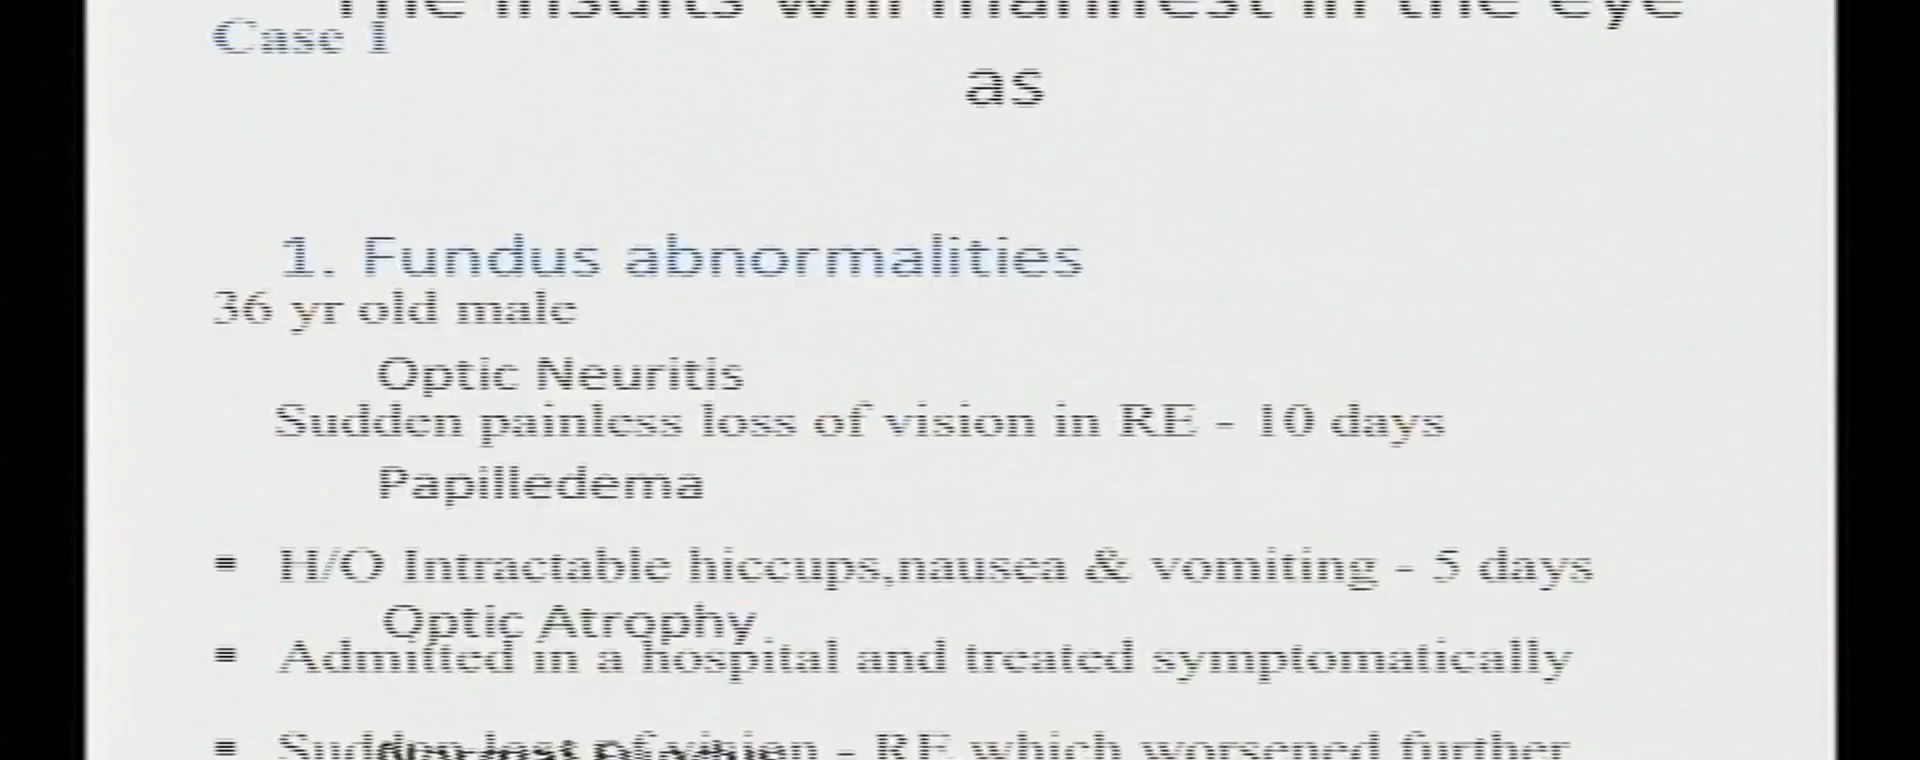 The insults will manifest in the eye
Case 1
as
1. Fundus abnormalities
36 yr old male
Optic Neuritis
Sudden painless loss of vision in RE - 10 days
Papilledema
▪ H/O Intractable hiccups,nausea & vomiting - 5 days
Optic Atrophy
▪ Admitted in a hospital and treated symptomatically
▪ Sudden loss of vision - RE which worsened further